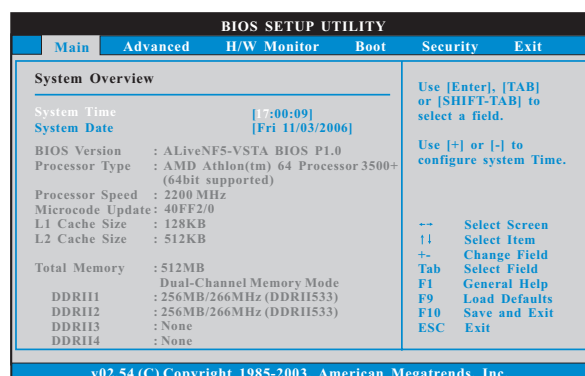 BIOS SETUP UTILITY
Main Advanced H/W Monitor Boot Security Exit
System Overview
System Time [17:00:09]
System Date [Fri 11/03/2006]
BIOS Version : ALiveNF5-VSTA BIOS P1.0
Processor Type : AMD Athlon(tm) 64 Processor 3500+
(64bit supported)
Processor Speed : 2200 MHz
Microcode Update : 40FF2/0
L1 Cache Size : 128KB
L2 Cache Size : 512KB
Total Memory : 512MB
Dual-Channel Memory Mode
DDRII1 : 256MB/266MHz (DDRII533)
DDRII2 : 256MB/266MHz (DDRII533)
DDRII3 : None
DDRII4 : None
Use [Enter], [TAB]
or [SHIFT-TAB] to
select a field.
Use [+] or [-] to
configure system Time.
←→ Select Screen
↑↓ Select Item
+- Change Field
Tab Select Field
F1 General Help
F9 Load Defaults
F10 Save and Exit
ESC Exit
v02.54 (C) Copyright 1985-2003, American Megatrends, Inc.